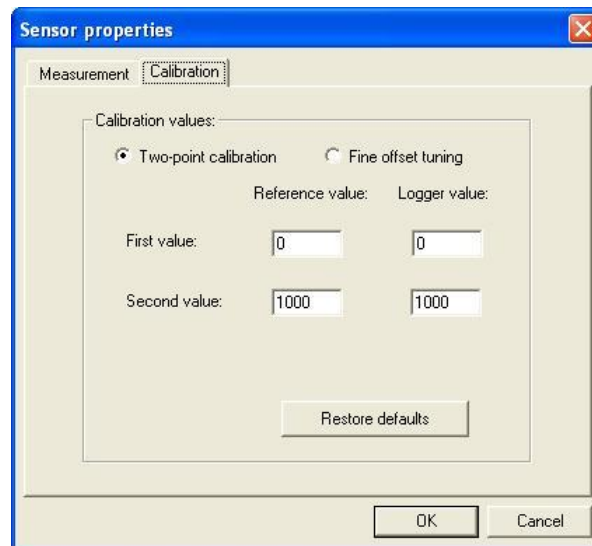 Sensor properties
Measurement Calibration
Calibration values:
Two-point calibration Fine offset tuning
Reference value: Logger value:
First value: 0 0
Second value: 1000 1000
Restore defaults
OK Cancel